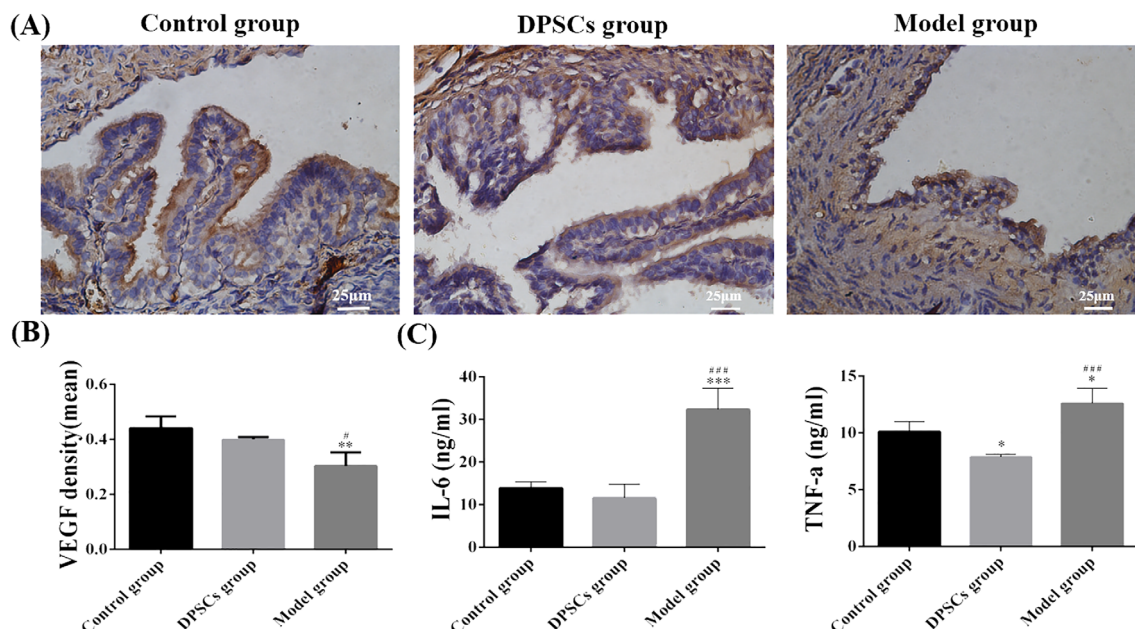 (A)
Control group
DPSCs group
Model group
25μm
25μm
25μm
(B)
VEGF density(mean)
0.6
0.4
0.2
0.0
#
**
Control group
DPSCs group
Model group
(C)
IL-6 (ng/ml)
40
30
20
10
0
###
***
Control group
DPSCs group
Model group
TNF-a (ng/ml)
15
10
5
0
*
###
*
Control group
DPSCs group
Model group